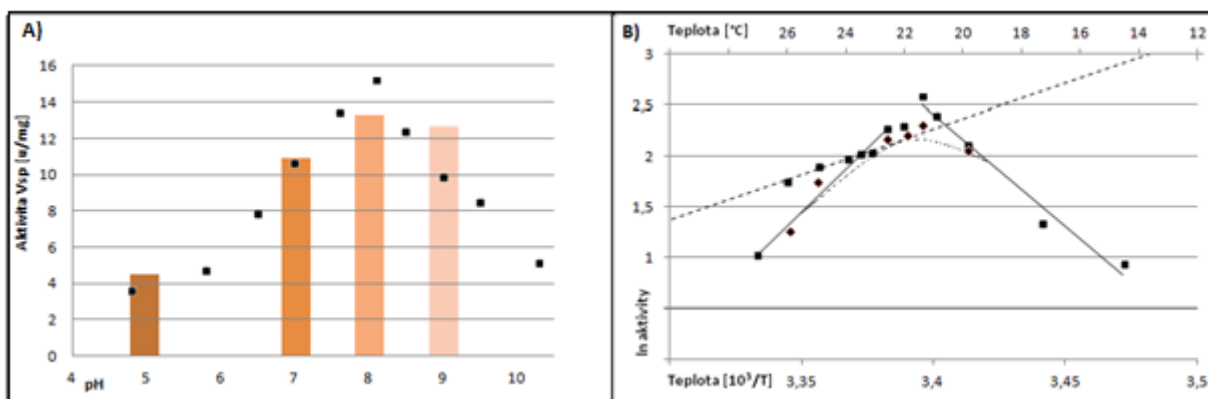 A)
Aktivita Vsp [u/mg]
16
14
12
10
8
6
4
2
0
4 5 6 7 8 9 10
pH
B)
Teplota [°C]
26 24 22 20 18 16 14 12
3
2,5
2
1,5
1
ln aktivity
3,35 3,4 3,45 3,5
Teplota [10³/T]